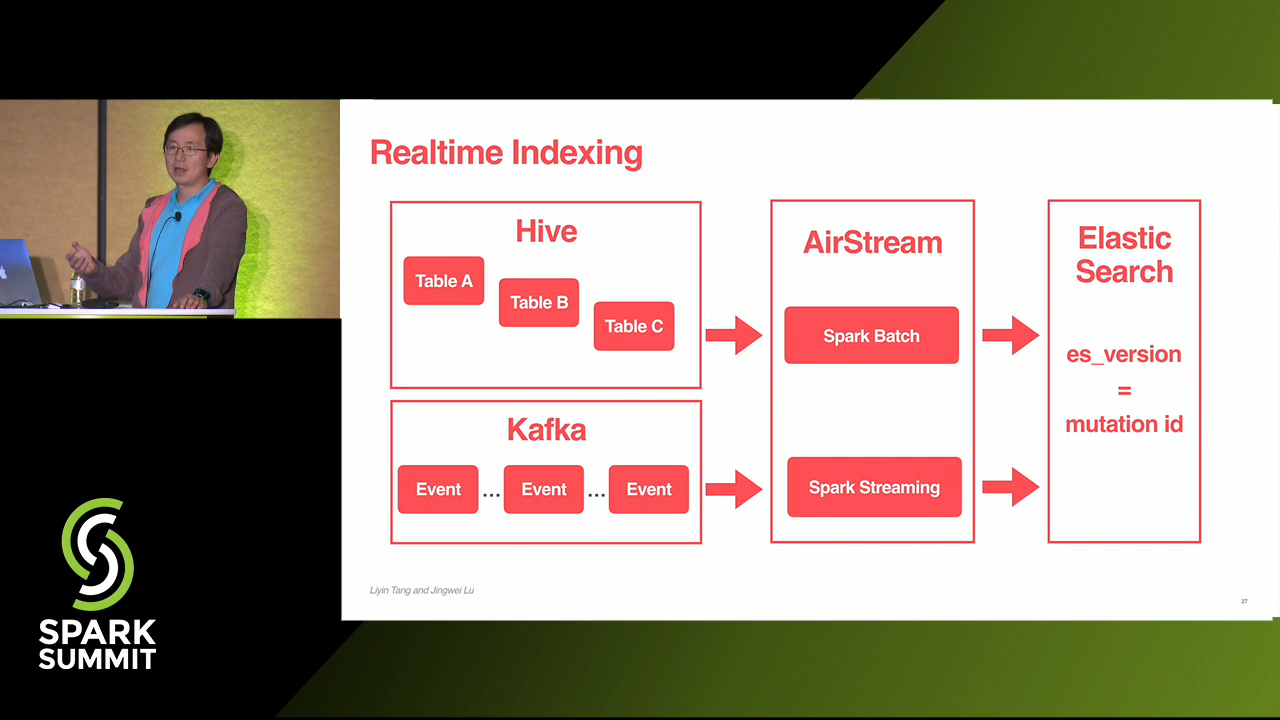 Realtime Indexing
Hive
Table A
Table B
Table C
Kafka
Event
...
Event
...
Event
AirStream
Spark Batch
Spark Streaming
Elastic
Search
es_version
=
mutation id
Liyin Tang and Jingwei Lu
27
SPARK
SUMMIT